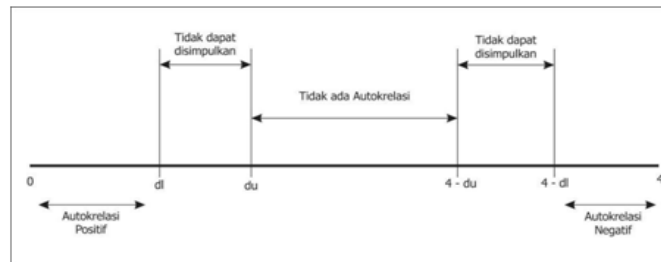 Tidak dapat
disimpulkan
Tidak dapat
disimpulkan
Tidak ada Autokrelasi
0
dl
du
4 - du
4 - dl
4
Autokrelasi
Positif
Autokrelasi
Negatif